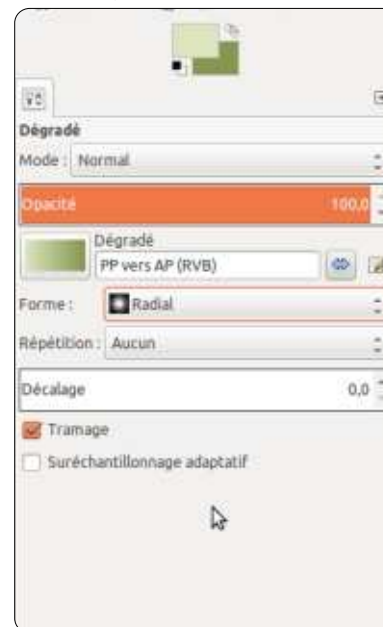 Dégradé
Mode : Normal
Opacité 100,0
Dégradé
PP vers AP (RVB)
Forme : Radial
Répétition : Aucun
Décalage 0,0
Tramage
Suréchantillonnage adaptatif